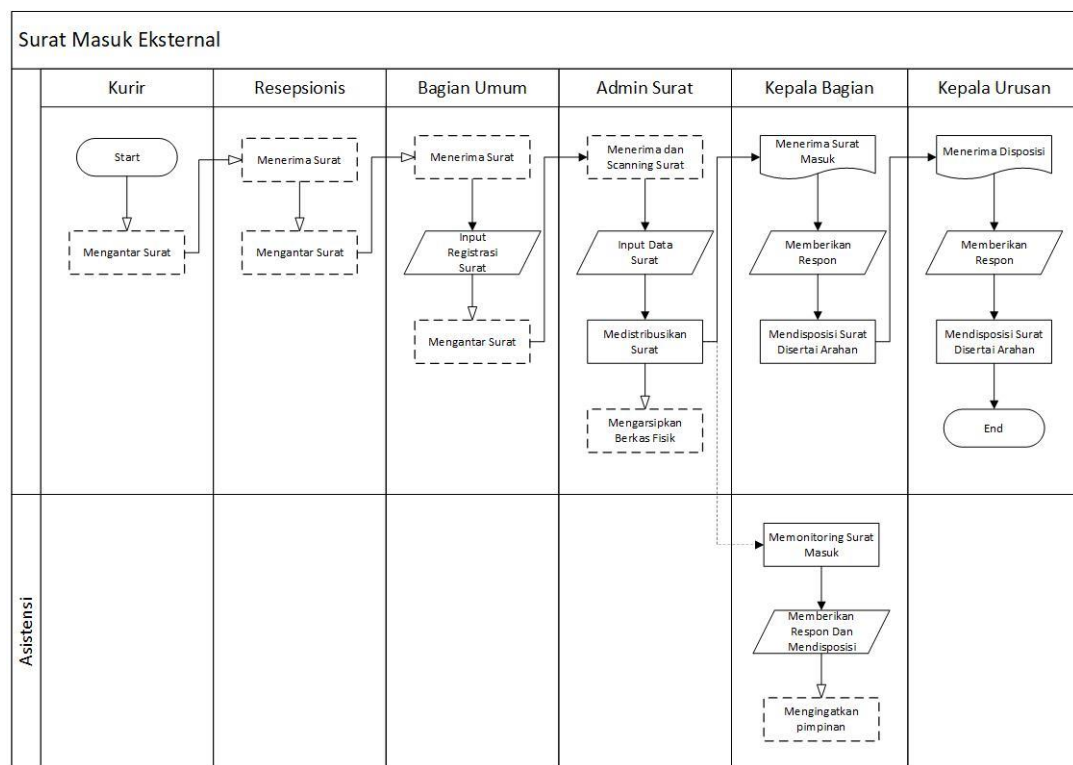 Surat Masuk Eksternal
Kurir
Resepsionis
Bagian Umum
Admin Surat
Kepala Bagian
Kepala Urusan
Start
Mengantar Surat
Menerima Surat
Mengantar Surat
Menerima Surat
Input
Registrasi
Surat
Mengantar Surat
Menerima dan
Scanning Surat
Input Data
Surat
Medistribusikan
Surat
Mengarsipkan
Berkas Fisik
Menerima Surat
Masuk
Memberikan
Respon
Mendisposi Surat
Disertai Arahan
Menerima Disposisi
Memberikan
Respon
Mendisposi Surat
Disertai Arahan
End
Asistensi
Memonitoring Surat
Masuk
Memberikan
Respon Dan
Mendisposisi
Mengingatkan
pimpinan